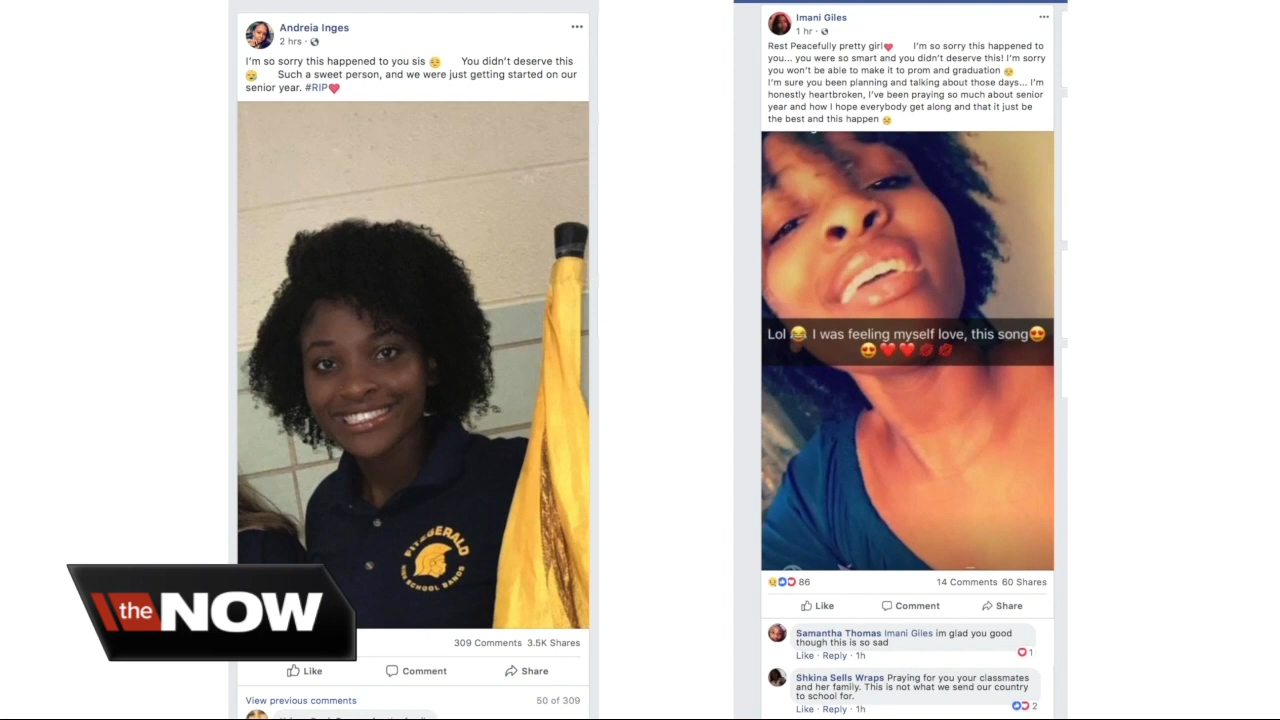 Andreia Inges
2 hrs ·
I'm so sorry this happened to you sis 😔 You didn't deserve this
😪 Such a sweet person, and we were just getting started on our
senior year. #RIP❤️
FITZGERALD
HIGH SCHOOL BANDS
309 Comments 3.5K Shares
Like Comment Share
View previous comments 50 of 309
the NOW
Imani Giles
1 hr ·
Rest Peacefully pretty girl❤️ I'm so sorry this happened to
you... you were so smart and you didn't deserve this! I'm sorry
you won't be able to make it to prom and graduation 😔
I'm sure you been planning and talking about those days... I'm
honestly heartbroken, I've been praying so much about senior
year and how I hope everybody get along and that it just be
the best and this happen 😢
Lol 😂 I was feeling myself love, this song😍
😍❤️❤️💋💋
86 14 Comments 60 Shares
Like Comment Share
Samantha Thomas Imani Giles im glad you good
though this is so sad
1
Like · Reply · 1h
Shkina Sells Wraps Praying for you your classmates
and her family. This is not what we send our country
to school for.
2
Like · Reply · 1h